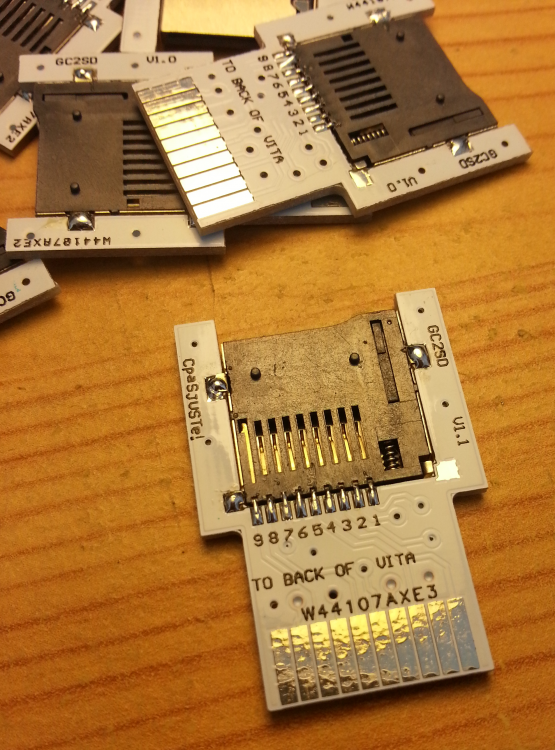 GC2SD V1.0
W44107AXE2
TO BACK OF VITA
987654321
GC2SD
V1.0
CpaSJUSTe!
GC2SD V1.1
987654321
TO BACK OF VITA
W44107AXE3